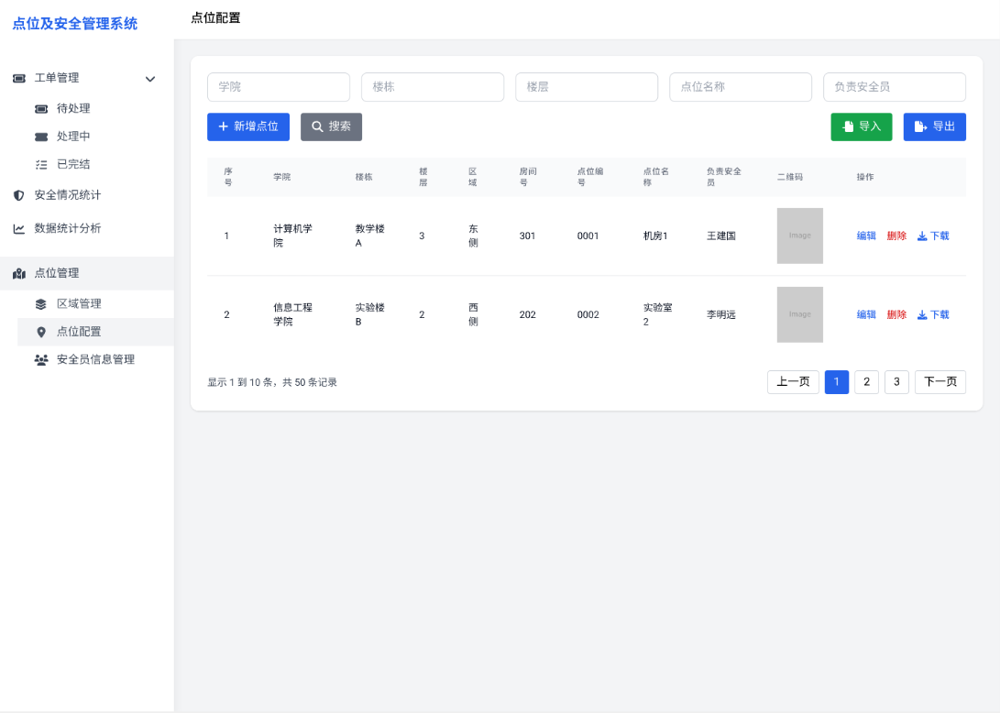 点位及安全管理系统
点位配置
工单管理
待处理
处理中
已完结
安全情况统计
数据统计分析
点位管理
区域管理
点位配置
安全员信息管理
学院 楼栋 楼层 点位名称 负责安全员
新增点位 搜索 导入 导出
序号 学院 楼栋 楼层 区域 房间号 点位编号 点位名称 负责安全员 二维码 操作
1 计算机学院 教学楼A 3 东侧 301 0001 机房1 王建国 Image 编辑 删除 下载
2 信息工程学院 实验楼B 2 西侧 202 0002 实验室2 李明远 Image 编辑 删除 下载
显示 1 到 10 条，共 50 条记录 上一页 1 2 3 下一页